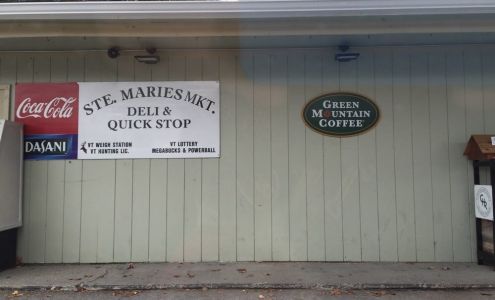 Coca-Cola
DASANI
STE. MARIES MKT.
DELI &
QUICK STOP
VT WEIGH STATION
VT HUNTING LIC.
VT LOTTERY
MEGABUCKS & POWERBALL
GREEN
MOUNTAIN
COFFEE